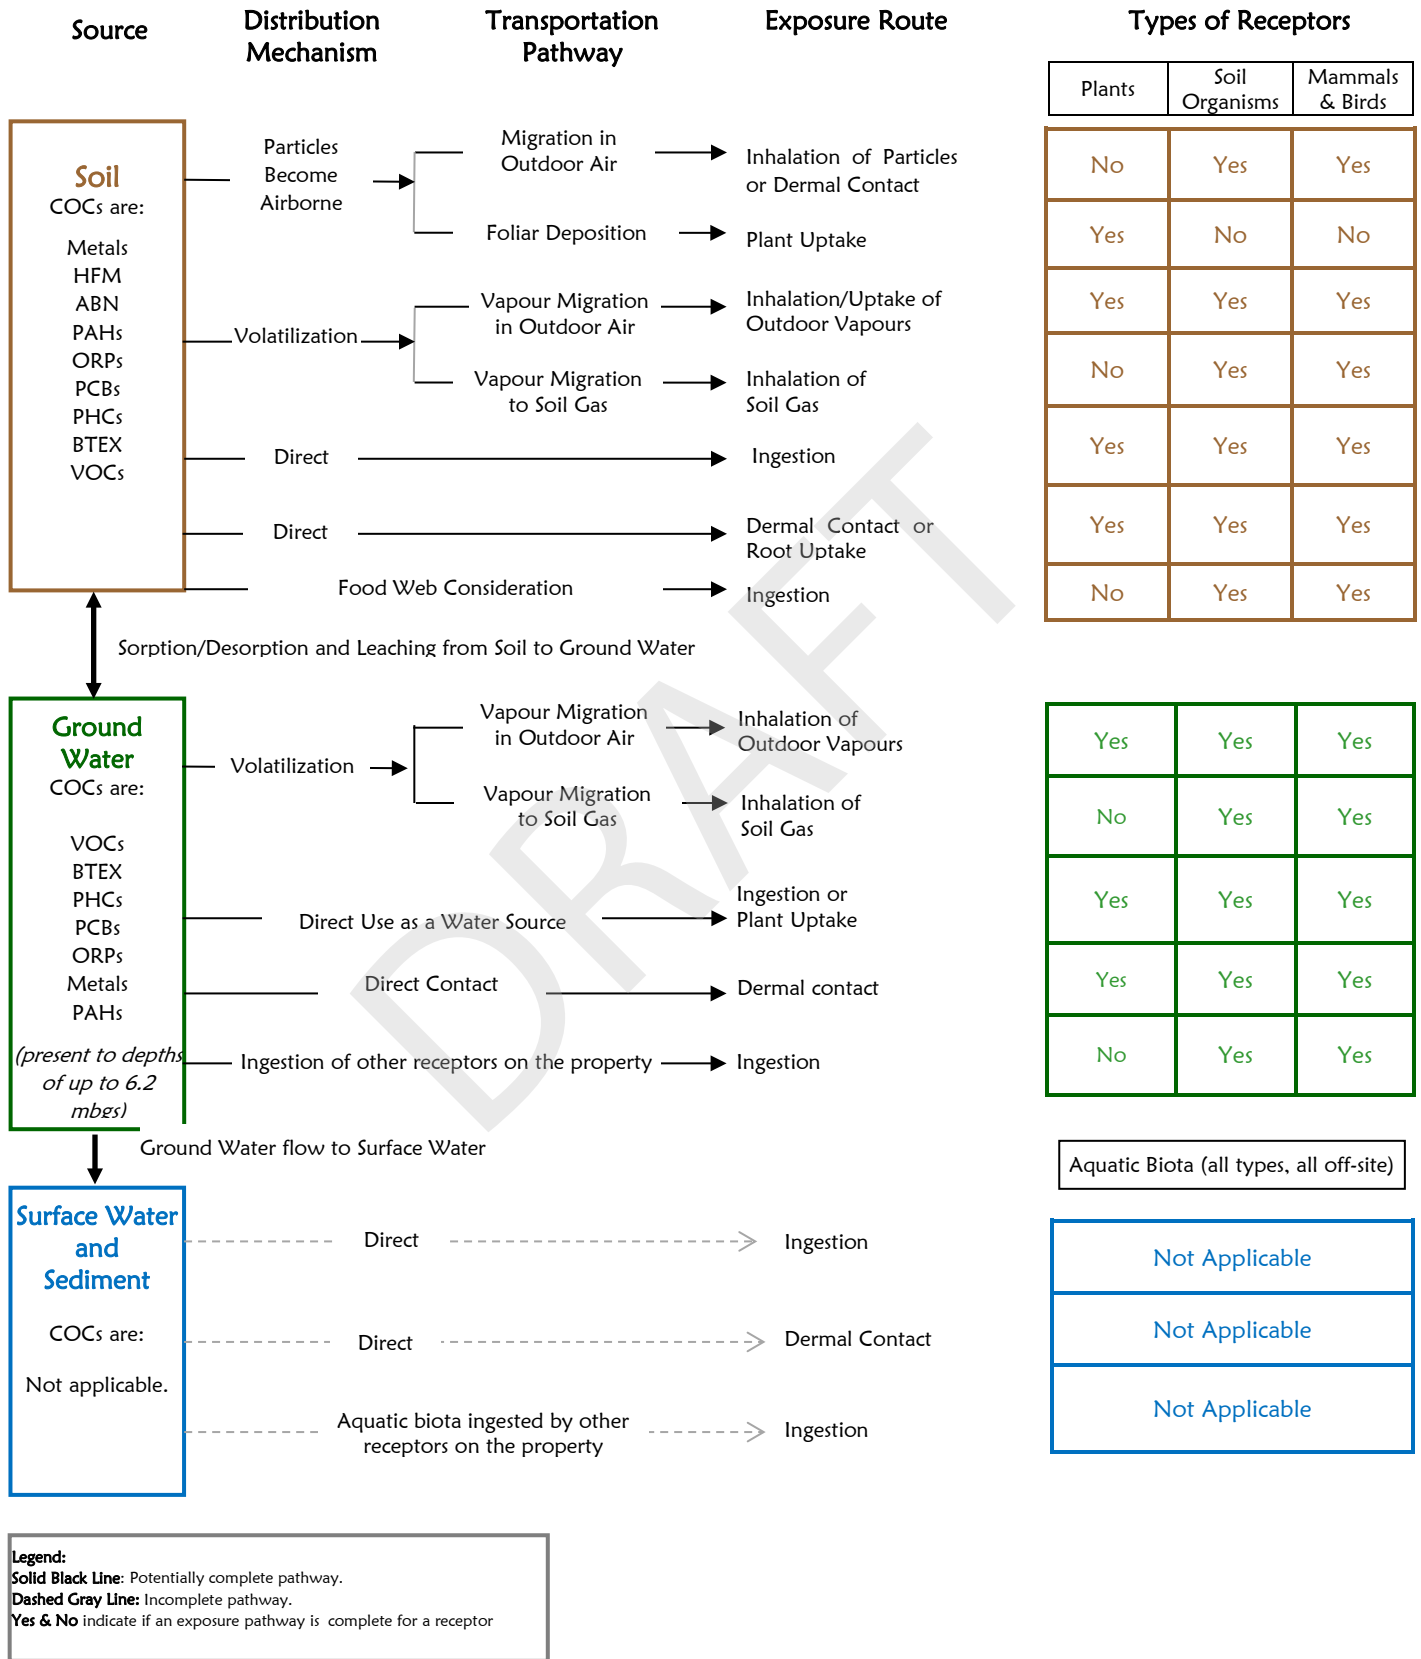 Source
Distribution
Mechanism
Transportation
Pathway
Exposure Route
Types of Receptors
Plants
Soil
Organisms
Mammals
& Birds
Soil
COCs are:
Metals
HFM
ABN
PAHs
ORPs
PCBs
PHCs
BTEX
VOCs
Particles
Become
Airborne
Migration in
Outdoor Air
Inhalation of Particles
or Dermal Contact
No Yes Yes
Foliar Deposition
Plant Uptake
Yes No No
Volatilization
Vapour Migration
in Outdoor Air
Inhalation/Uptake of
Outdoor Vapours
Yes Yes Yes
Vapour Migration
to Soil Gas
Inhalation of
Soil Gas
No Yes Yes
Direct
Ingestion
Yes Yes Yes
Direct
Dermal Contact or
Root Uptake
Yes Yes Yes
Food Web Consideration
Ingestion
No Yes Yes
Sorption/Desorption and Leaching from Soil to Ground Water
Ground
Water
COCs are:
VOCs
BTEX
PHCs
PCBs
ORPs
Metals
PAHs
(present to depths
of up to 6.2
mbgs)
Volatilization
Vapour Migration
in Outdoor Air
Inhalation of
Outdoor Vapours
Yes Yes Yes
Vapour Migration
to Soil Gas
Inhalation of
Soil Gas
No Yes Yes
Direct Use as a Water Source
Ingestion or
Plant Uptake
Yes Yes Yes
Direct Contact
Dermal contact
Yes Yes Yes
Ingestion of other receptors on the property
Ingestion
No Yes Yes
Ground Water flow to Surface Water
Aquatic Biota (all types, all off-site)
Surface Water
and
Sediment
COCs are:
Not applicable.
Direct
Ingestion
Not Applicable
Direct
Dermal Contact
Not Applicable
Aquatic biota ingested by other
receptors on the property
Ingestion
Not Applicable
DRAFT
Legend:
Solid Black Line: Potentially complete pathway.
Dashed Gray Line: Incomplete pathway.
Yes & No indicate if an exposure pathway is complete for a receptor